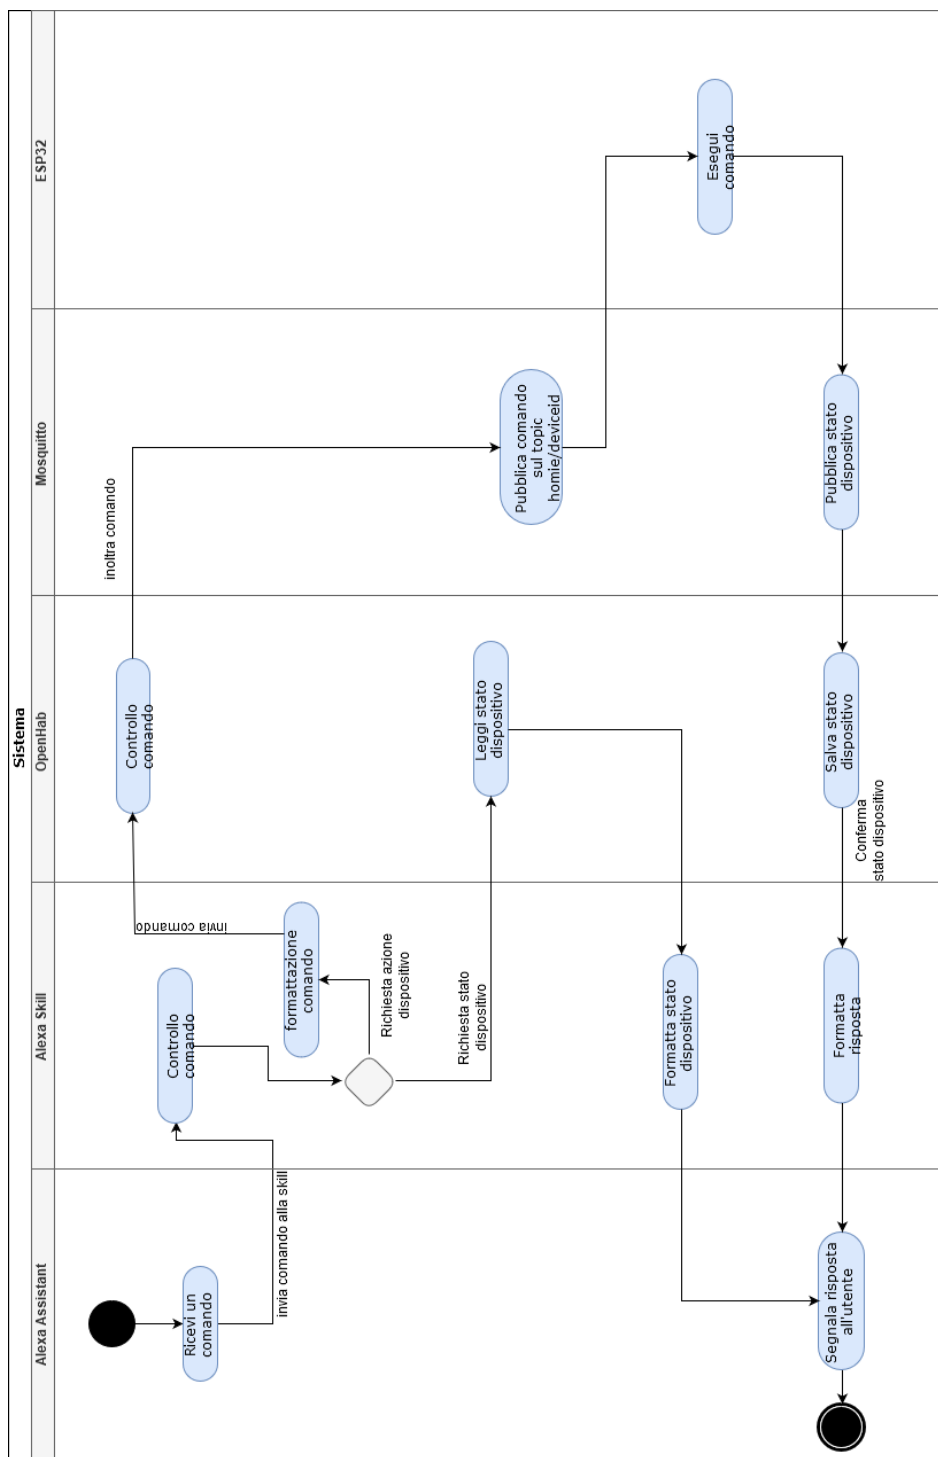 Sistema
Alexa Assistant
Alexa Skill
OpenHab
Mosquitto
ESP32
Ricevi un
comando
invia comando alla skill
Controllo
comando
Richiesta azione
dispositivo
Richiesta stato
dispositivo
formattazione
comando
invia comando
Controllo
comando
inoltra comando
Pubblica comando
sul topic
homie/deviceid
Esegui
comando
Leggi stato
dispositivo
Formatta stato
dispositivo
Pubblica stato
dispositivo
Salva stato
dispositivo
Conferma
stato dispositivo
Formatta
risposta
Segnala risposta
all'utente